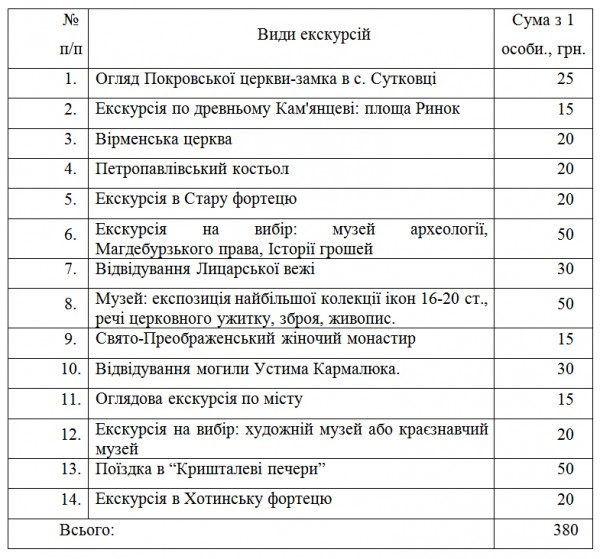 № п/п Види екскурсій Сума з 1 особи., грн.
1. Огляд Покровської церкви-замка в с. Сутковці 25
2. Екскурсія по древньому Кам'янцеві: площа Ринок 15
3. Вірменська церква 20
4. Петропавлівський костьол 20
5. Екскурсія в Стару фортецю 20
6. Екскурсія на вибір: музей археології, 50
Магдебурзького права, Історії грошей
7. Відвідування Лицарської вежі 30
8. Музей: експозиція найбільшої колекції ікон 16-20 ст., 50
речі церковного ужитку, зброя, живопис.
9. Свято-Преображенський жіночий монастир 15
10. Відвідування могили Устима Кармалюка. 30
11. Оглядова екскурсія по місту 15
12. Екскурсія на вибір: художній музей або краєзнавчий 20
музей
13. Поїздка в “Кришталеві печери” 50
14. Екскурсія в Хотинську фортецю 20
Всього: 380